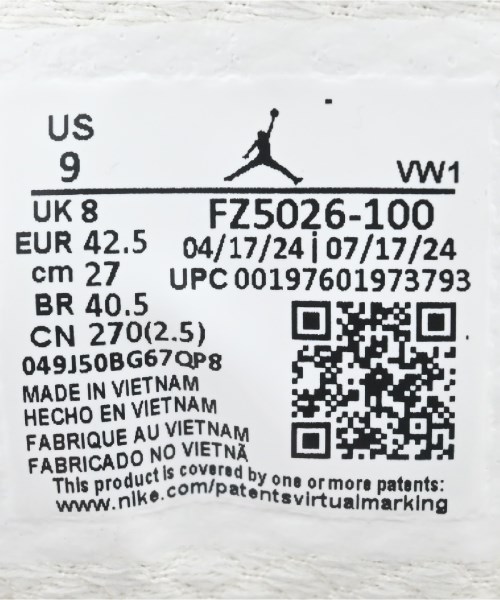 US
9
VW1
UK 8
FZ5026-100
EUR 42.5
04/17/24 | 07/17/24
cm 27
UPC 00197601973793
BR 40.5
CN 270(2.5)
049J50BG67QP8
MADE IN VIETNAM
HECHO EN VIETNAM
FABRIQUE AU VIETNAM
FABRICADO NO VIETNÃ
This product is covered by one or more patents:
www.nike.com/patentsvirtualmarking